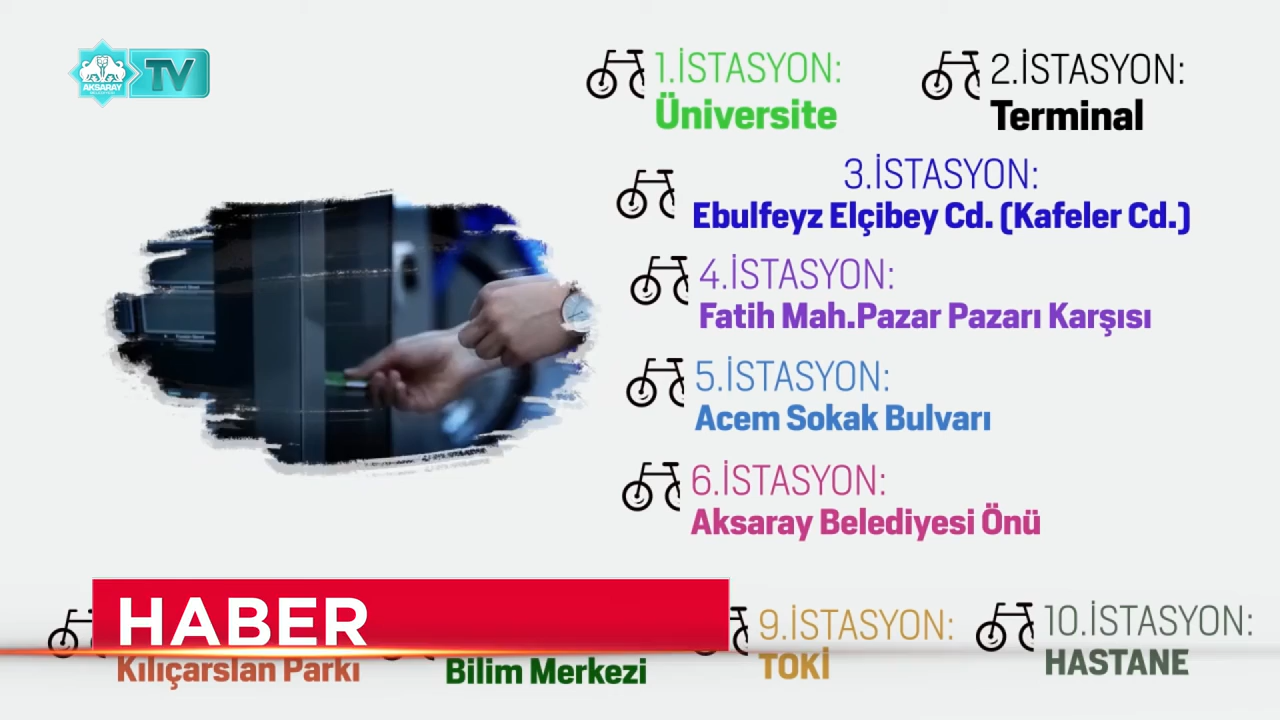 AKSARAY
TV
1.İSTASYON:
Üniversite
2.İSTASYON:
Terminal
3.İSTASYON:
Ebulfeyz Elçibey Cd. (Kafeler Cd.)
4.İSTASYON:
Fatih Mah.Pazar Pazarı Karşısı
5.İSTASYON:
Acem Sokak Bulvarı
6.İSTASYON:
Aksaray Belediyesi Önü
HABER
Kılıçarslan Parkı
Bilim Merkezi
9.İSTASYON:
TOKİ
10.İSTASYON:
HASTANE